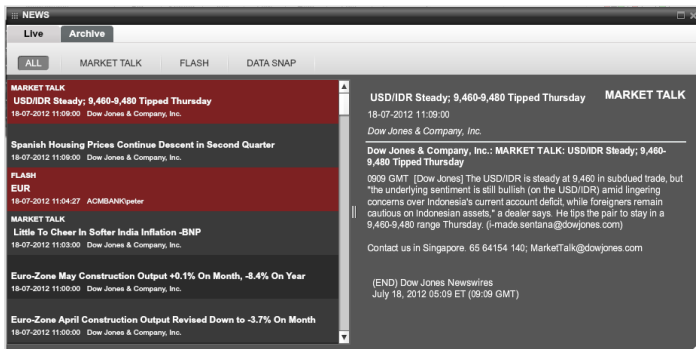 NEWS
Live
Archive
ALL
MARKET TALK
FLASH
DATA SNAP
MARKET TALK
USD/IDR Steady; 9,460-9,480 Tipped Thursday
18-07-2012 11:09:00 Dow Jones & Company, Inc.
Spanish Housing Prices Continue Descent in Second Quarter
18-07-2012 11:09:00 Dow Jones & Company, Inc.
FLASH
EUR
18-07-2012 11:04:27 ACMBANK\peter
MARKET TALK
Little To Cheer In Softer India Inflation -BNP
18-07-2012 11:03:00 Dow Jones & Company, Inc.
Euro-Zone May Construction Output +0.1% On Month, -8.4% On Year
18-07-2012 11:00:00 Dow Jones & Company, Inc.
Euro-Zone April Construction Output Revised Down to -3.7% On Month
18-07-2012 11:00:00 Dow Jones & Company, Inc.
USD/IDR Steady; 9,460-9,480 Tipped Thursday
MARKET TALK
18-07-2012 11:09:00
Dow Jones & Company, Inc.
Dow Jones & Company, Inc.: MARKET TALK: USD/IDR Steady; 9,460-
9,480 Tipped Thursday
0909 GMT [Dow Jones] The USD/IDR is steady at 9,460 in subdued trade, but
"the underlying sentiment is still bullish (on the USD/IDR) amid lingering
concerns over Indonesia's current account deficit, while foreigners remain
cautious on Indonesian assets," a dealer says. He tips the pair to stay in a
9,460-9,480 range Thursday. (i-made.sentana@dowjones.com)
Contact us in Singapore. 65 64154 140; MarketTalk@dowjones.com
(END) Dow Jones Newswires
July 18, 2012 05:09 ET (09:09 GMT)